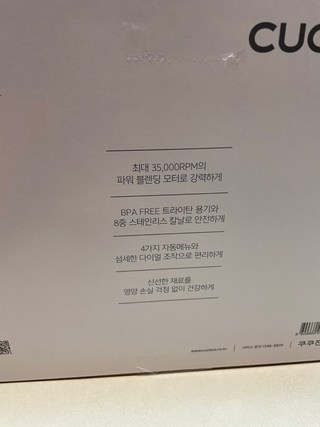 CUC
최대 35,000RPM의
파워 블렌딩 모터로 강력하게
BPA FREE 트라이탄 용기와
8중 스테인리스 칼날로 안전하게
4가지 자동메뉴와
섬세한 다이얼 조작으로 편리하게
신선한 재료를
영양 손실 걱정 없이 건강하게